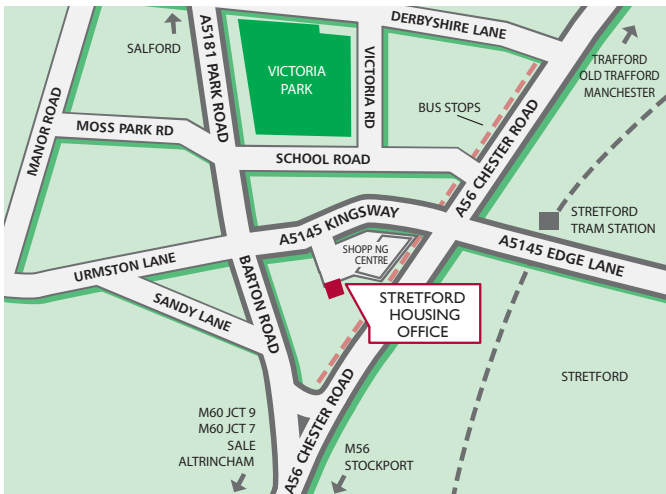 DERBYSHIRE LANE
SALFORD
A5181 PARK ROAD
VICTORIA
PARK
VICTORIA RD
TRAFFORD
OLD TRAFFORD
MANCHESTER
BUS STOPS
MANOR ROAD
MOSS PARK RD
SCHOOL ROAD
A56 CHESTER ROAD
A5145 KINGSWAY
STRETFORD
TRAM STATION
A5145 EDGE LANE
SHOPP NG
CENTRE
URMSTON LANE
BARTON ROAD
SANDY LANE
STRETFORD
HOUSING
OFFICE
STRETFORD
A56 CHESTER ROAD
M60 JCT 9
M60 JCT 7
SALE
ALTRINCHAM
M56
STOCKPORT